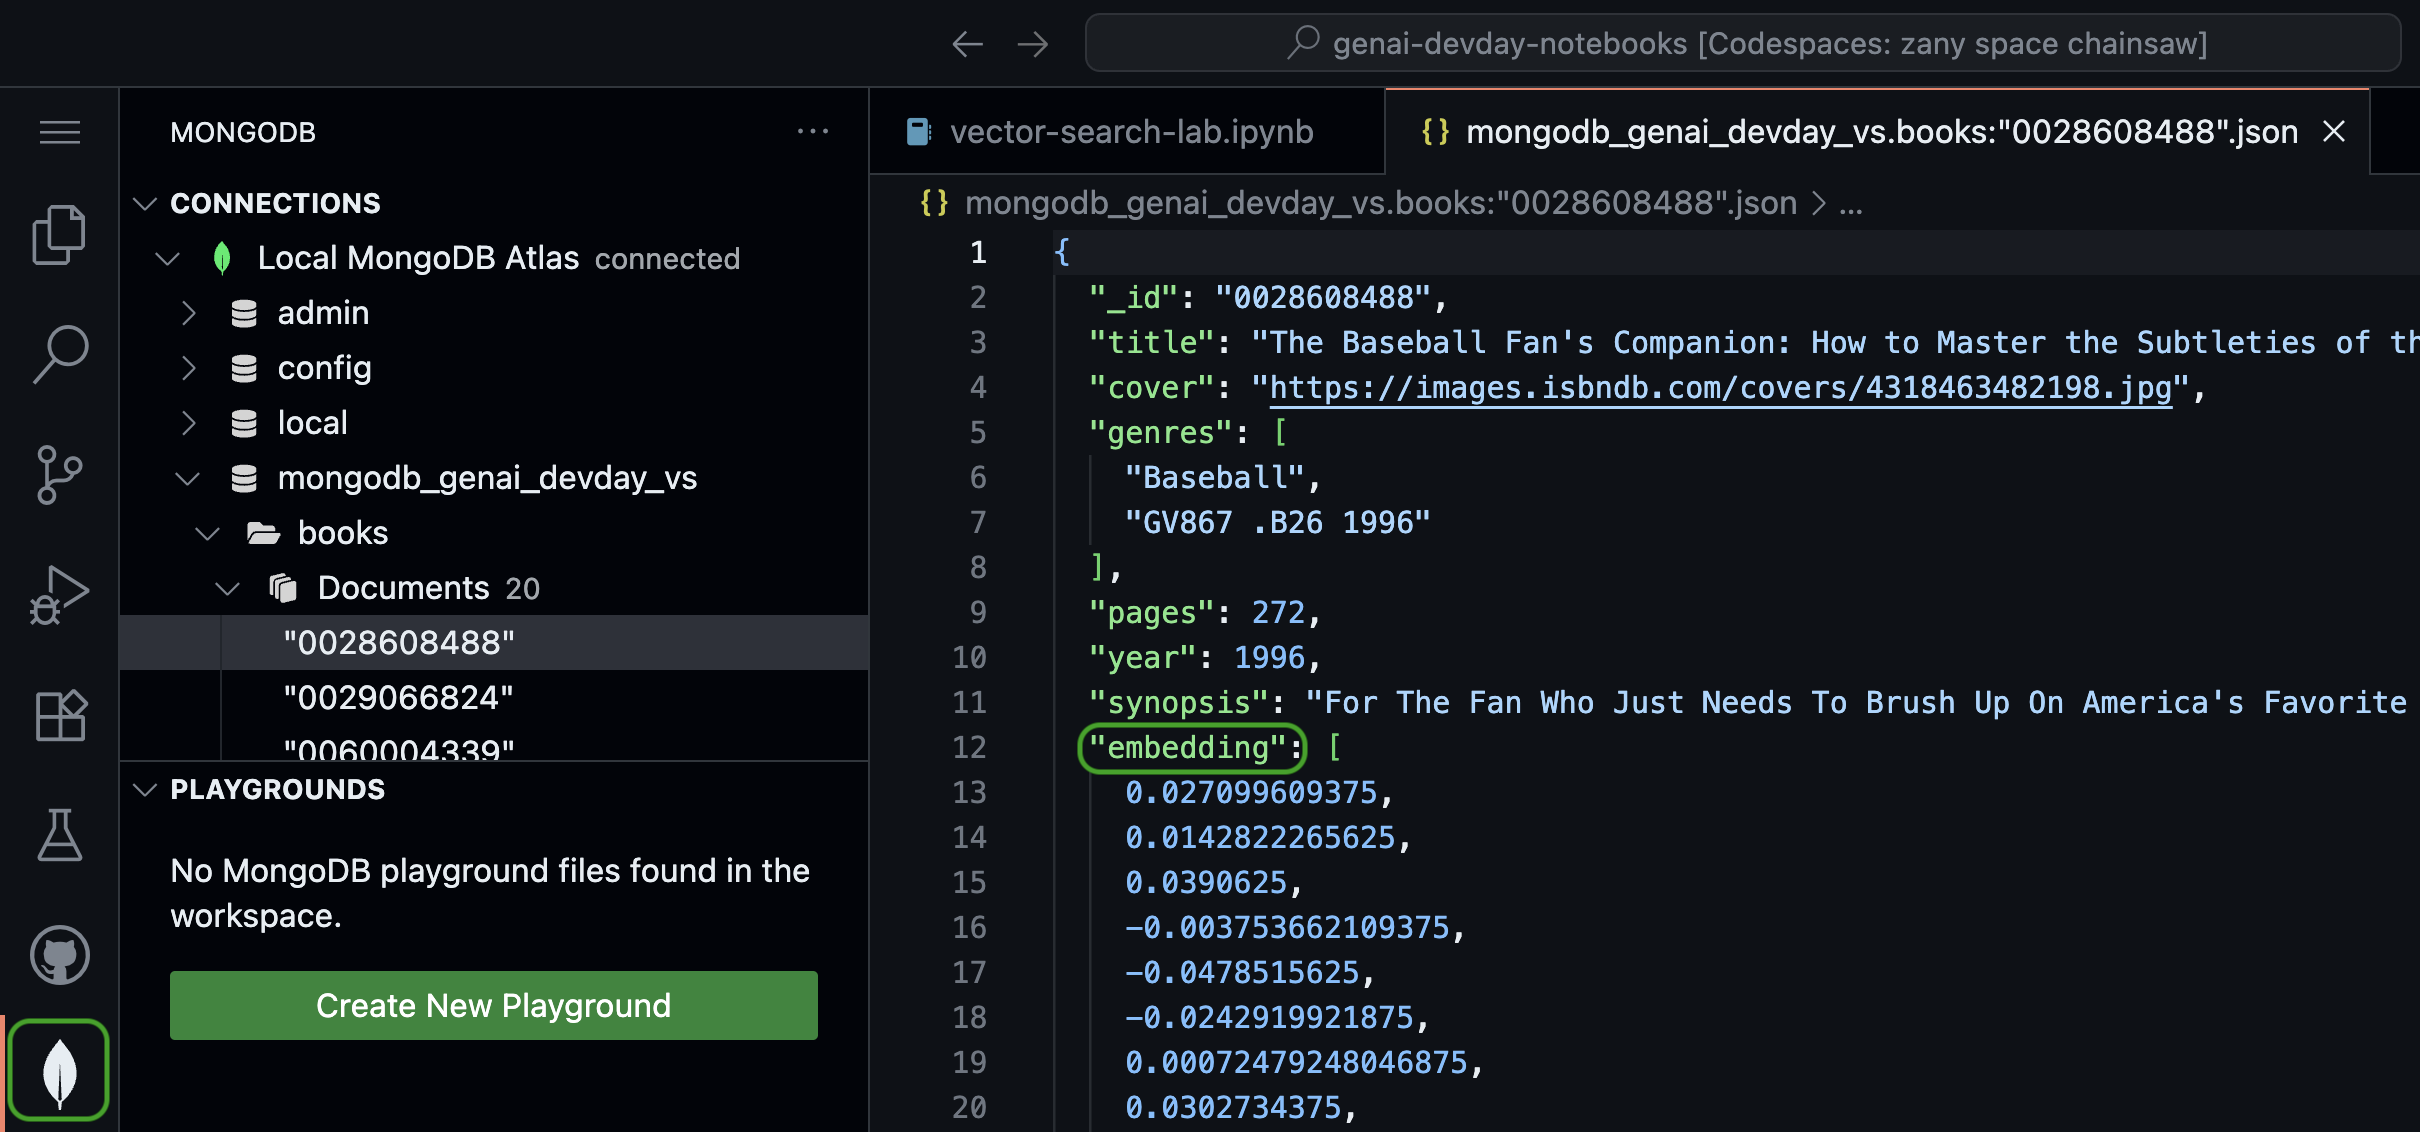 genai-devday-notebooks [Codespaces: zany space chainsaw]
MONGODB
CONNECTIONS
Local MongoDB Atlas connected
admin
config
local
mongodb_genai_devday_vs
books
Documents 20
"0028608488"
"0029066824"
"0060004339"
PLAYGROUNDS
No MongoDB playground files found in the
workspace.
Create New Playground
vector-search-lab.ipynb
{} mongodb_genai_devday_vs.books:"0028608488".json
{} mongodb_genai_devday_vs.books:"0028608488".json > ...
1 {
2 "_id": "0028608488",
3 "title": "The Baseball Fan's Companion: How to Master the Subtleties of th
4 "cover": "https://images.isbndb.com/covers/4318463482198.jpg",
5 "genres": [
6 "Baseball",
7 "GV867 .B26 1996"
8 ],
9 "pages": 272,
10 "year": 1996,
11 "synopsis": "For The Fan Who Just Needs To Brush Up On America's Favorite
12 "embedding": [
13 0.027099609375,
14 0.0142822265625,
15 0.0390625,
16 -0.003753662109375,
17 -0.0478515625,
18 -0.0242919921875,
19 0.00072479248046875,
20 0.0302734375,